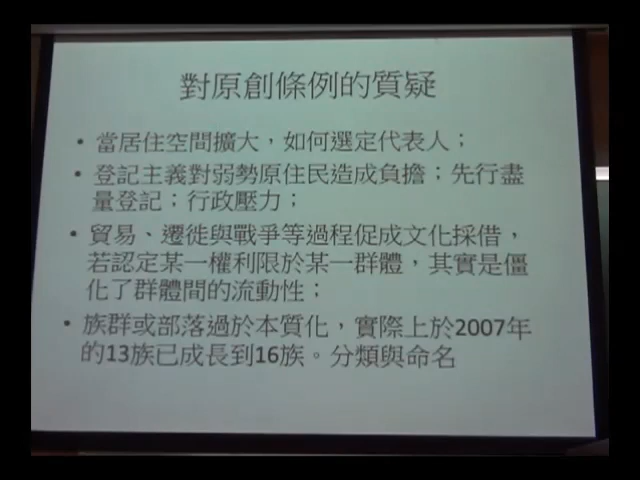 對原創條例的質疑
• 當居住空間擴大，如何選定代表人；
• 登記主義對弱勢原住民造成負擔；先行盡
量登記；行政壓力；
• 貿易、遷徙與戰爭等過程促成文化採借，
若認定某一權利限於某一群體，其實是僵
化了群體間的流動性；
• 族群或部落過於本質化，實際上於2007年
的13族已成長到16族。分類與命名